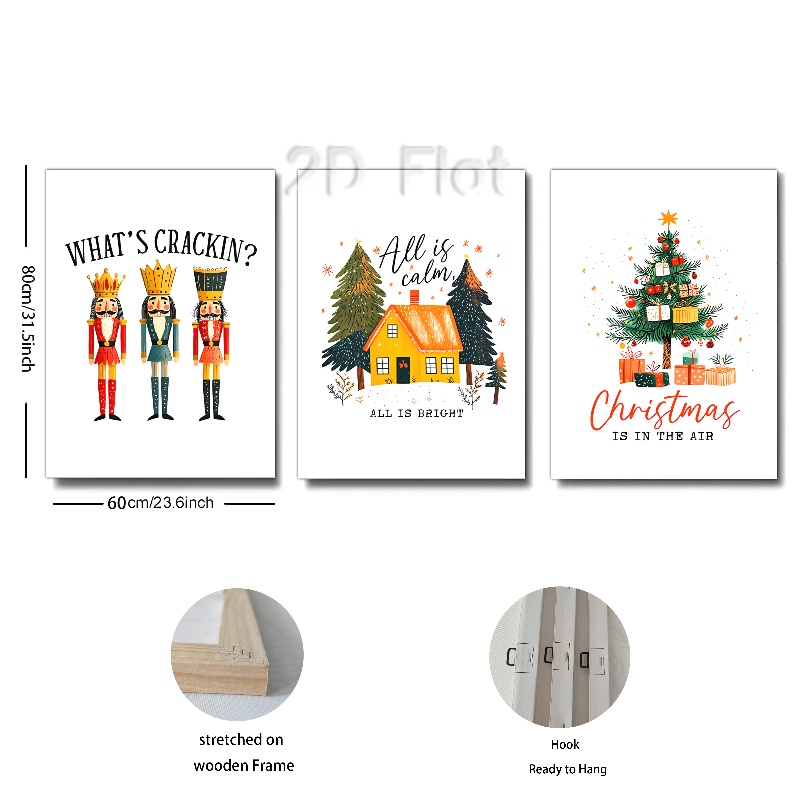 2D Flat
WHAT'S CRACKIN?
All is
calm,
ALL IS BRIGHT
Christmas
IS IN THE AIR
80cm/31.5inch
60cm/23.6inch
stretched on
wooden Frame
Hook
Ready to Hang